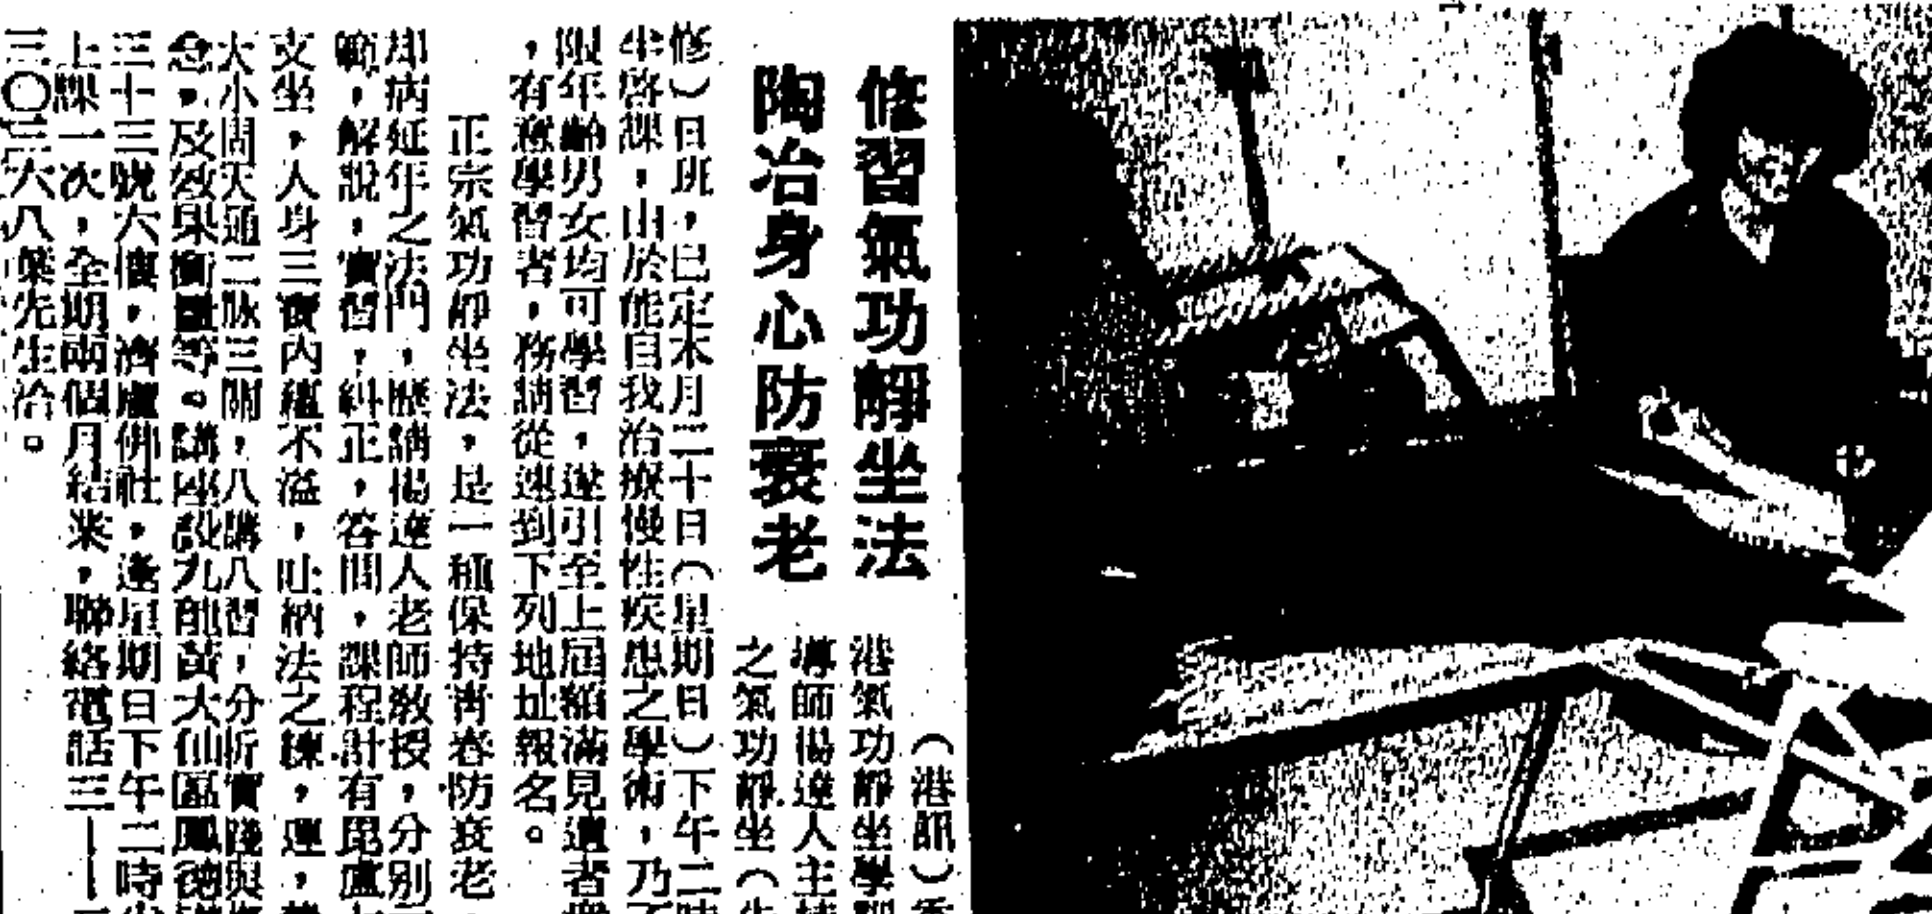 修習氣功靜坐法
陶冶身心防衰老
（港訊）
港氣功靜坐學
導師楊達人主持
之氣功靜坐（
修）日班，已定本月二十日（星期日）下午二時
半啓課，由於能自我治療慢性疾患之學術，乃
限年齡男女均可學習，遂引至上屆額滿見遺者
，有意學習者，務請從速到下列地址報名。
正宗氣功靜坐法，是一種保持青春防衰老，
却病延年之法門，歷請楊達人老師敎授，分別
範，解說，實習，糾正，答問，課程計有毘盧
支坐，人身三寶內蘊不溢，吐納法之練，運，
大小周天通二脉三關，八講八習，分析實踐與
念，及效果衡量等。講座設九龍黃大仙區鳳德
三十三號六樓，濟廬佛社，逢星期日下午二時
上課一次，全期兩個月結業，聯絡電話三—
三〇三六八葉先生洽。